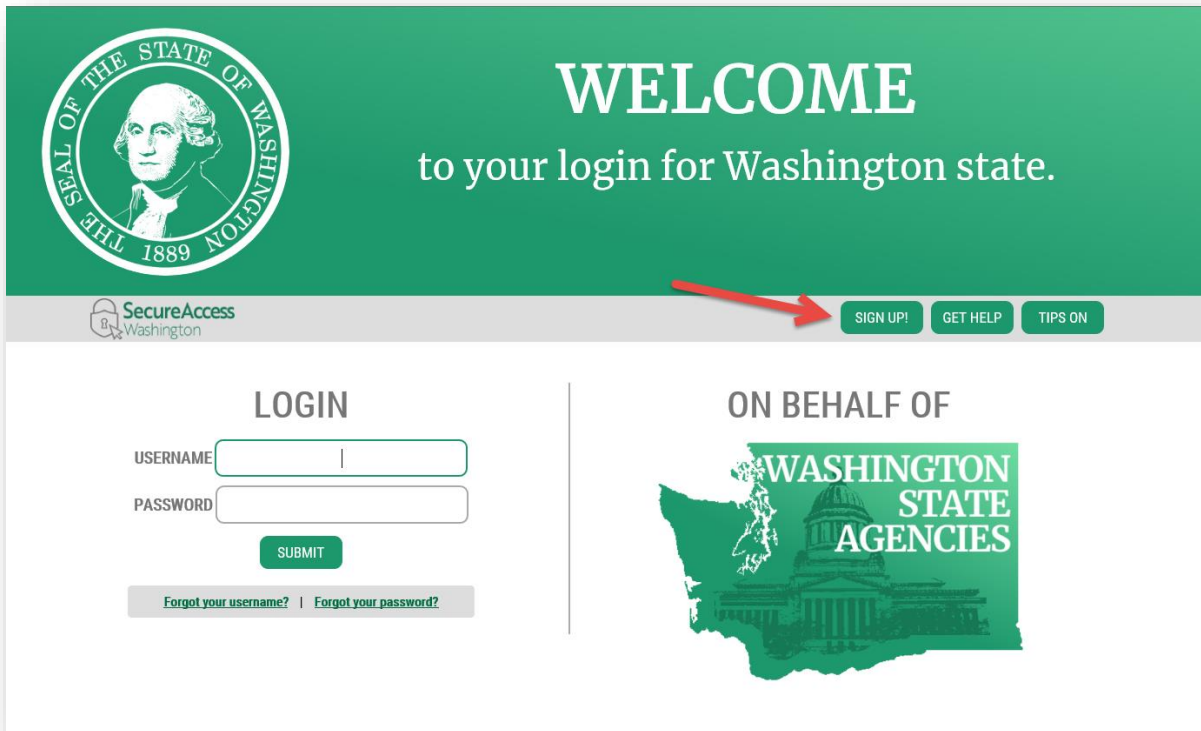 THE SEAL OF THE STATE OF WASHINGTON
1889
WELCOME
to your login for Washington state.
SecureAccess
Washington
SIGN UP!
GET HELP
TIPS ON
LOGIN
USERNAME
PASSWORD
SUBMIT
Forgot your username? | Forgot your password?
ON BEHALF OF
WASHINGTON
STATE
AGENCIES